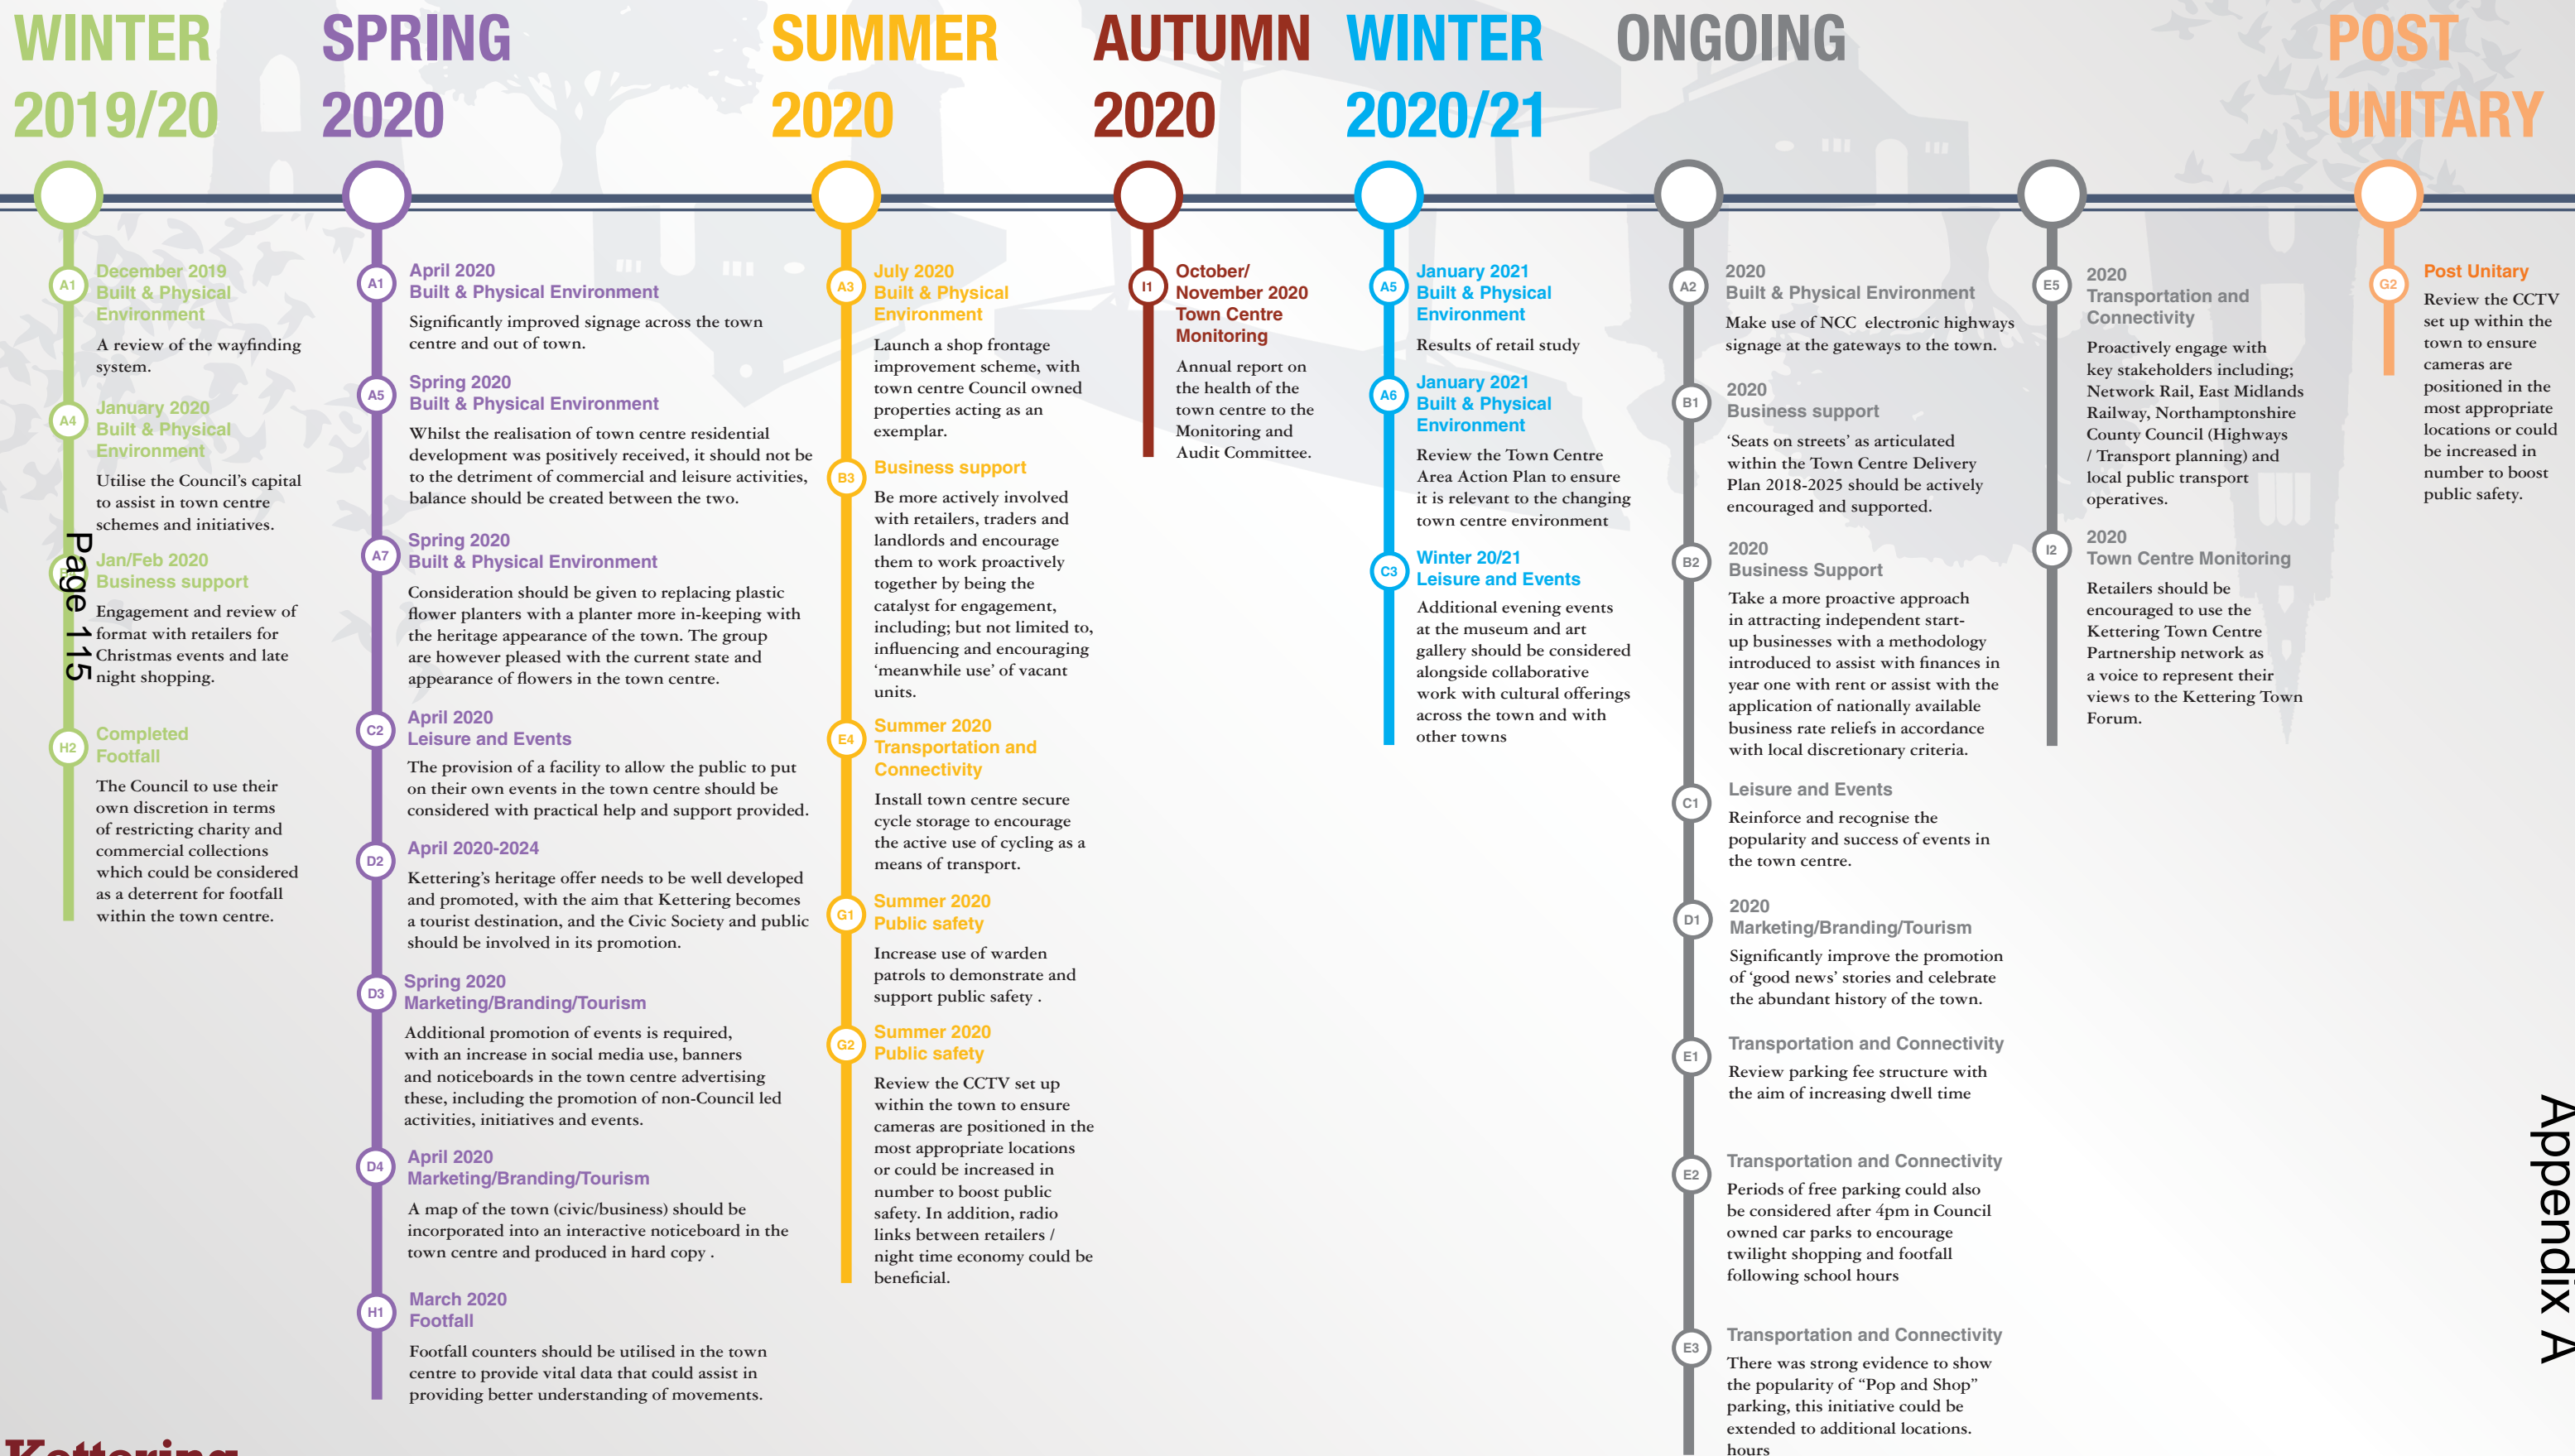 WINTER
2019/20
A1
December 2019
Built & Physical
Environment
A review of the wayfinding
system.
A4
January 2020
Built & Physical
Environment
Utilise the Council's capital
to assist in town centre
schemes and initiatives.
Jan/Feb 2020
Business support
Engagement and review of
format with retailers for
Christmas events and late
night shopping.
H2
Completed
Footfall
The Council to use their
own discretion in terms
of restricting charity and
commercial collections
which could be considered
as a deterrent for footfall
within the town centre.
Page 115
SPRING
2020
A1
April 2020
Built & Physical Environment
Significantly improved signage across the town
centre and out of town.
A5
Spring 2020
Built & Physical Environment
Whilst the realisation of town centre residential
development was positively received, it should not be
to the detriment of commercial and leisure activities,
balance should be created between the two.
A7
Spring 2020
Built & Physical Environment
Consideration should be given to replacing plastic
flower planters with a planter more in-keeping with
the heritage appearance of the town. The group
are however pleased with the current state and
appearance of flowers in the town centre.
C2
April 2020
Leisure and Events
The provision of a facility to allow the public to put
on their own events in the town centre should be
considered with practical help and support provided.
D2
April 2020-2024
Kettering's heritage offer needs to be well developed
and promoted, with the aim that Kettering becomes
a tourist destination, and the Civic Society and public
should be involved in its promotion.
D3
Spring 2020
Marketing/Branding/Tourism
Additional promotion of events is required,
with an increase in social media use, banners
and noticeboards in the town centre advertising
these, including the promotion of non-Council led
activities, initiatives and events.
D4
April 2020
Marketing/Branding/Tourism
A map of the town (civic/business) should be
incorporated into an interactive noticeboard in the
town centre and produced in hard copy .
H1
March 2020
Footfall
Footfall counters should be utilised in the town
centre to provide vital data that could assist in
providing better understanding of movements.
SUMMER
2020
A3
July 2020
Built & Physical
Environment
Launch a shop frontage
improvement scheme, with
town centre Council owned
properties acting as an
exemplar.
B3
Business support
Be more actively involved
with retailers, traders and
landlords and encourage
them to work proactively
together by being the
catalyst for engagement,
including; but not limited to,
influencing and encouraging
'meanwhile use' of vacant
units.
E4
Summer 2020
Transportation and
Connectivity
Install town centre secure
cycle storage to encourage
the active use of cycling as a
means of transport.
G1
Summer 2020
Public safety
Increase use of warden
patrols to demonstrate and
support public safety .
G2
Summer 2020
Public safety
Review the CCTV set up
within the town to ensure
cameras are positioned in the
most appropriate locations
or could be increased in
number to boost public
safety. In addition, radio
links between retailers /
night time economy could be
beneficial.
AUTUMN
2020
I1
October/
November 2020
Town Centre
Monitoring
Annual report on
the health of the
town centre to the
Monitoring and
Audit Committee.
WINTER
2020/21
A5
January 2021
Built & Physical
Environment
Results of retail study
A6
January 2021
Built & Physical
Environment
Review the Town Centre
Area Action Plan to ensure
it is relevant to the changing
town centre environment
C3
Winter 20/21
Leisure and Events
Additional evening events
at the museum and art
gallery should be considered
alongside collaborative
work with cultural offerings
across the town and with
other towns
ONGOING
A2
2020
Built & Physical Environment
Make use of NCC electronic highways
signage at the gateways to the town.
B1
2020
Business support
'Seats on streets' as articulated
within the Town Centre Delivery
Plan 2018-2025 should be actively
encouraged and supported.
B2
2020
Business Support
Take a more proactive approach
in attracting independent start-
up businesses with a methodology
introduced to assist with finances in
year one with rent or assist with the
application of nationally available
business rate reliefs in accordance
with local discretionary criteria.
C1
Leisure and Events
Reinforce and recognise the
popularity and success of events in
the town centre.
D1
2020
Marketing/Branding/Tourism
Significantly improve the promotion
of 'good news' stories and celebrate
the abundant history of the town.
E1
Transportation and Connectivity
Review parking fee structure with
the aim of increasing dwell time
E2
Transportation and Connectivity
Periods of free parking could also
be considered after 4pm in Council
owned car parks to encourage
twilight shopping and footfall
following school hours
E3
Transportation and Connectivity
There was strong evidence to show
the popularity of "Pop and Shop"
parking, this initiative could be
extended to additional locations.
hours
E5
2020
Transportation and
Connectivity
Proactively engage with
key stakeholders including;
Network Rail, East Midlands
Railway, Northamptonshire
County Council (Highways
/ Transport planning) and
local public transport
operatives.
I2
2020
Town Centre Monitoring
Retailers should be
encouraged to use the
Kettering Town Centre
Partnership network as
a voice to represent their
views to the Kettering Town
Forum.
POST
UNITARY
G2
Post Unitary
Review the CCTV
set up within the
town to ensure
cameras are
positioned in the
most appropriate
locations or could
be increased in
number to boost
public safety.
Appendix A
Kettering